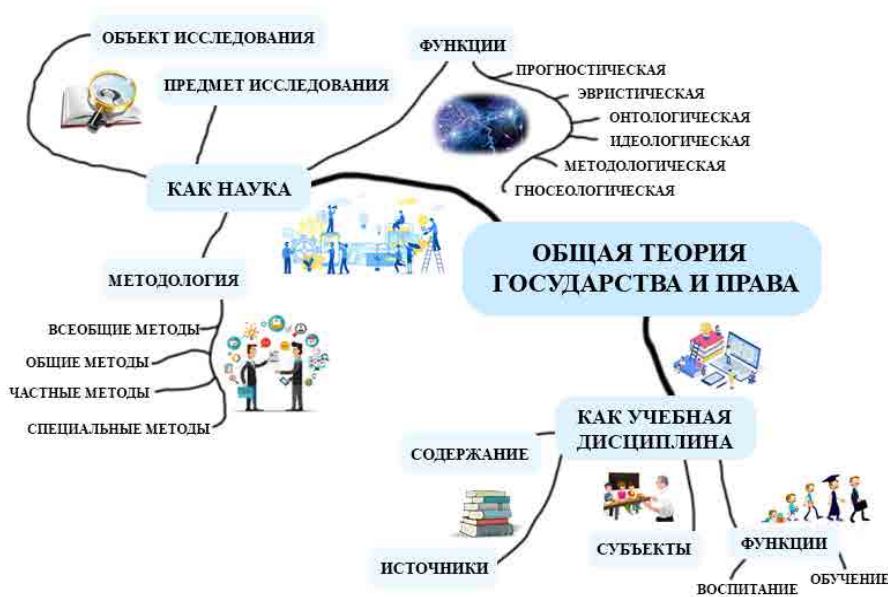 ОБЪЕКТ ИССЛЕДОВАНИЯ
ФУНКЦИИ
ПРЕДМЕТ ИССЛЕДОВАНИЯ
ПРОГНОСТИЧЕСКАЯ
ЭВРИСТИЧЕСКАЯ
ОНТОЛОГИЧЕСКАЯ
ИДЕОЛОГИЧЕСКАЯ
МЕТОДОЛОГИЧЕСКАЯ
ГНОСЕОЛОГИЧЕСКАЯ
КАК НАУКА
ОБЩАЯ ТЕОРИЯ
ГОСУДАРСТВА И ПРАВА
МЕТОДОЛОГИЯ
ВСЕОБЩИЕ МЕТОДЫ
ОБЩИЕ МЕТОДЫ
ЧАСТНЫЕ МЕТОДЫ
СПЕЦИАЛЬНЫЕ МЕТОДЫ
КАК УЧЕБНАЯ
ДИСЦИПЛИНА
СОДЕРЖАНИЕ
ИСТОЧНИКИ
СУБЪЕКТЫ
ФУНКЦИИ
ВОСПИТАНИЕ
ОБУЧЕНИЕ